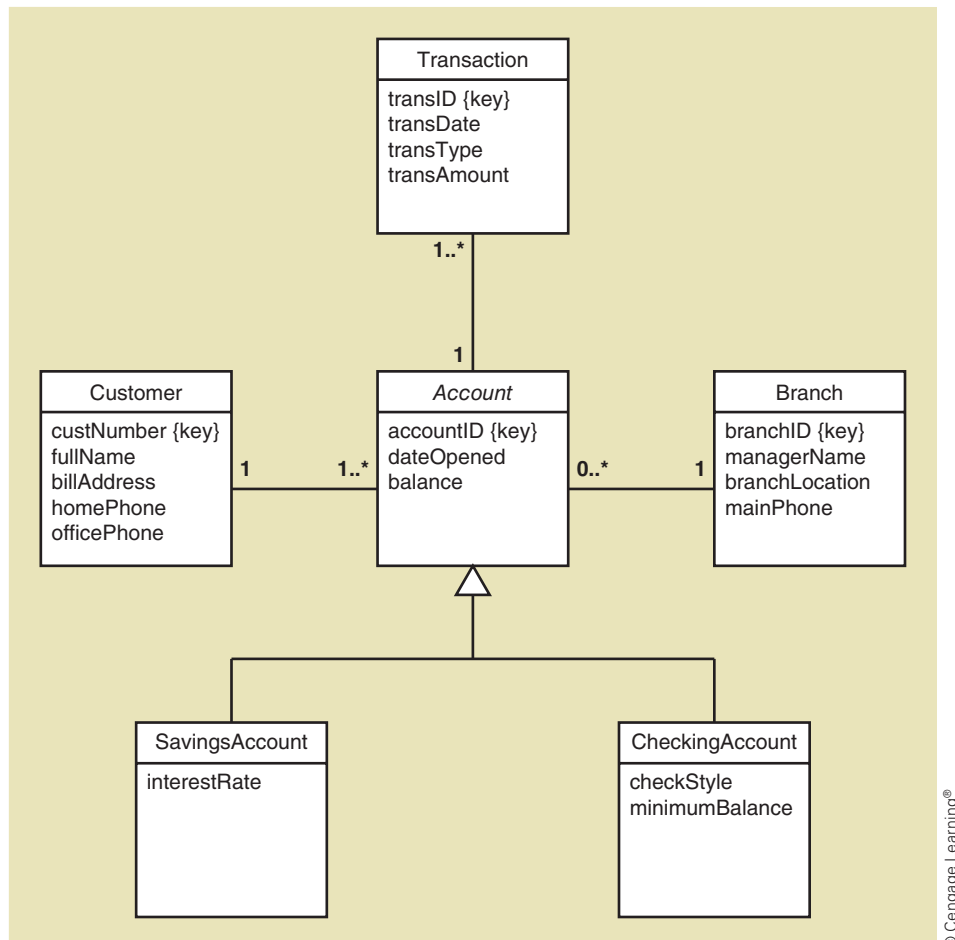 Transaction
transID {key}
transDate
transType
transAmount
1..*
1
Customer
custNumber {key}
fullName
billAddress
homePhone
officePhone
1
1..*
Account
accountID {key}
dateOpened
balance
0..*
1
Branch
branchID {key}
managerName
branchLocation
mainPhone
SavingsAccount
interestRate
CheckingAccount
checkStyle
minimumBalance
© Cengage Learning®